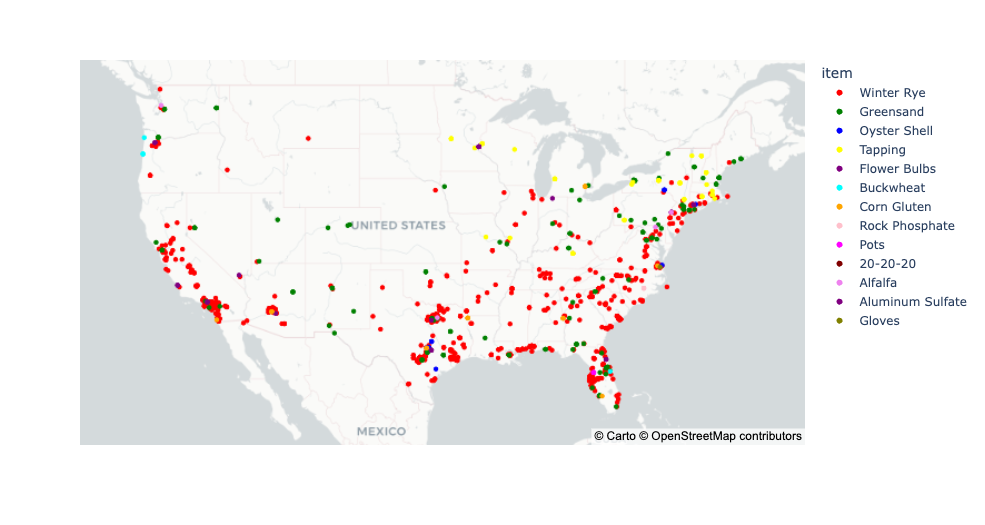 item
Winter Rye
Greensand
Oyster Shell
Tapping
Flower Bulbs
Buckwheat
Corn Gluten
Rock Phosphate
Pots
20-20-20
Alfalfa
Aluminum Sulfate
Gloves
UNITED STATES
MEXICO
© Carto © OpenStreetMap contributors